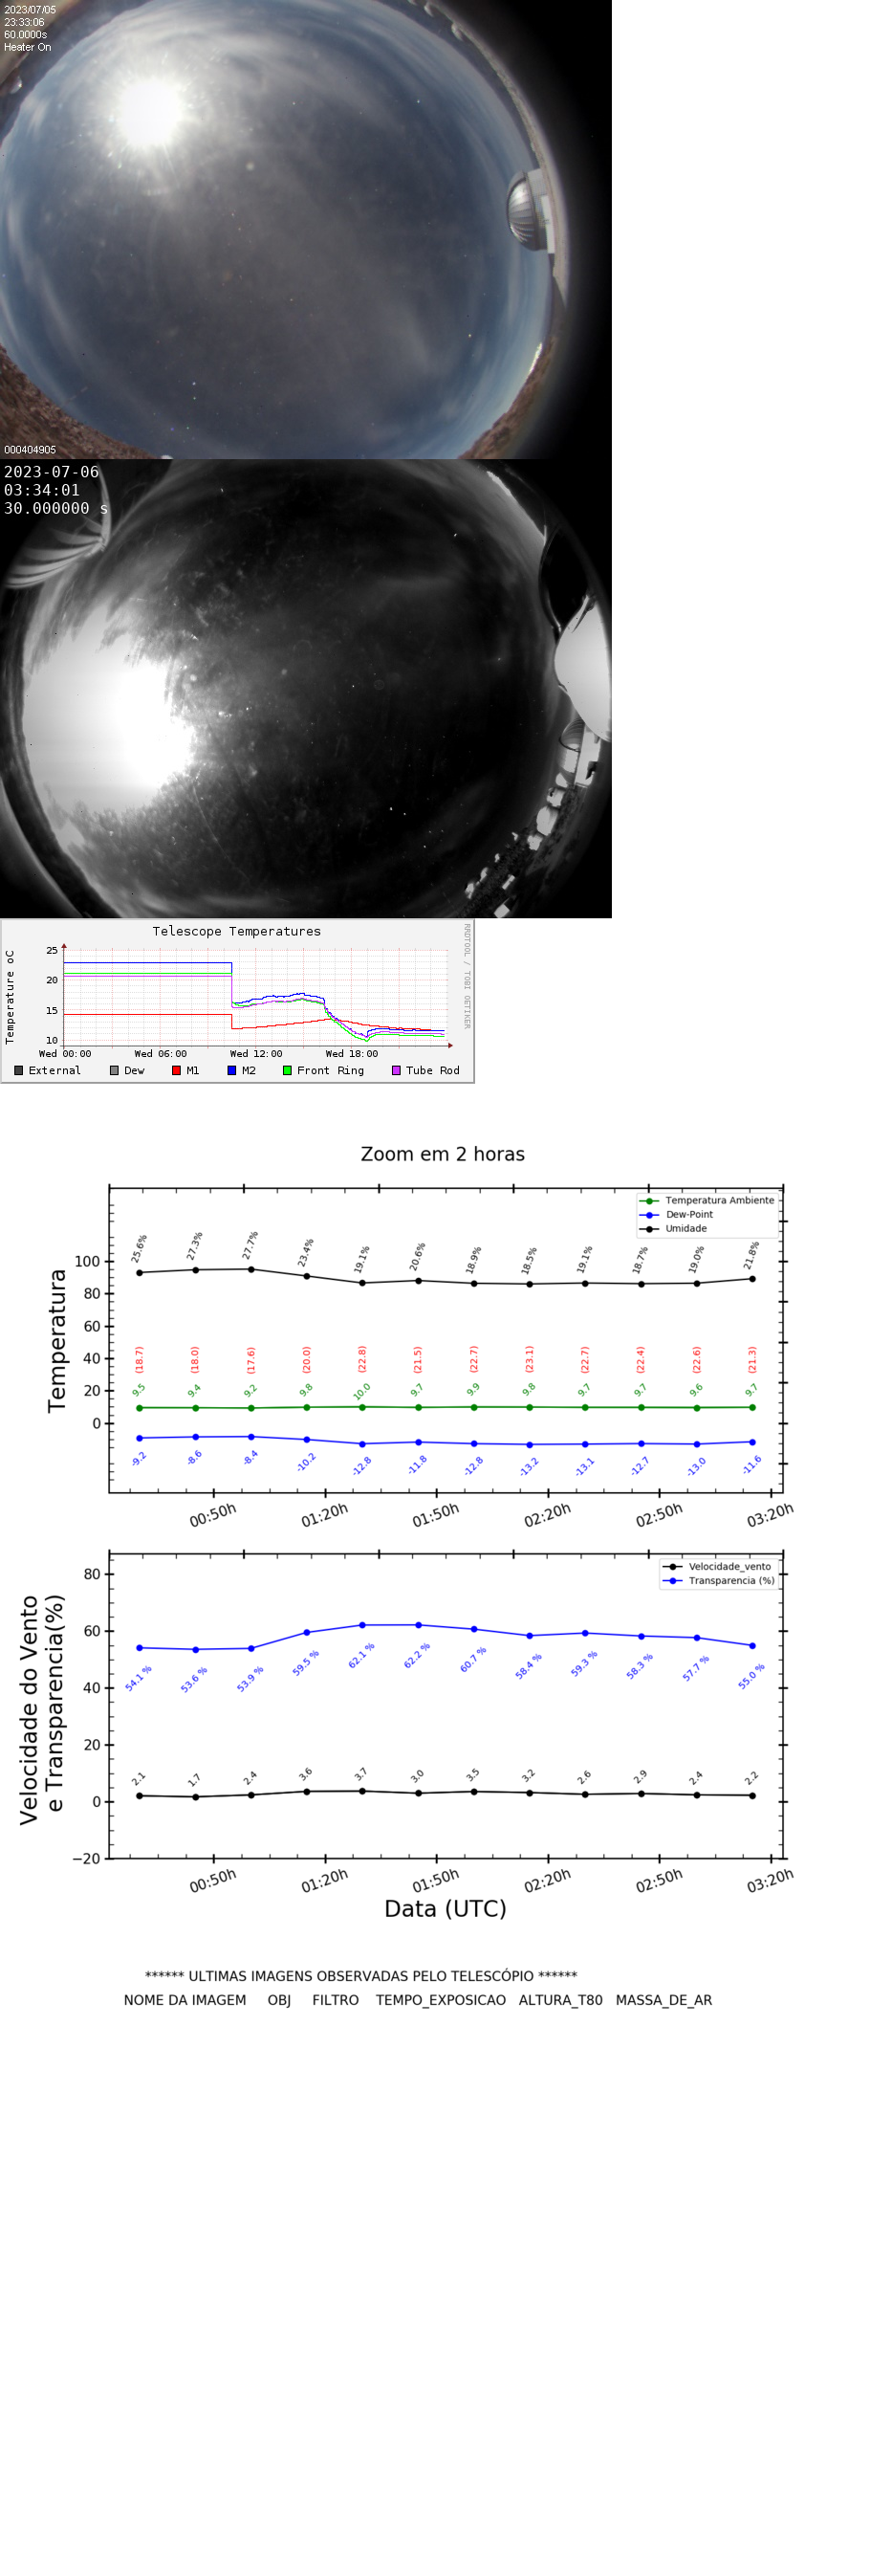 2023/07/05
23:33:06
60.0000s
Heater On
000404905
2023-07-06
03:34:01
30.000000 s
Telescope Temperatures
RRDTOOL / TOBI OETIKER
Temperature oC
25
20
15
10
Wed 00:00 Wed 06:00 Wed 12:00 Wed 18:00
External Dew M1 M2 Front Ring Tube Rod
Zoom em 2 horas
Temperatura Ambiente
Dew-Point
Umidade
Temperatura
100
80
60
40
20
0
25.6% 27.3% 27.7% 23.4% 19.1% 20.6% 18.9% 18.5% 19.1% 18.7% 19.0% 21.8%
(18.7) (18.0) (17.6) (20.0) (22.8) (21.5) (22.7) (23.1) (22.7) (22.4) (22.6) (21.3)
9.5 9.4 9.2 9.8 10.0 9.7 9.9 9.8 9.7 9.7 9.6 9.7
-9.2 -8.6 -8.4 -10.2 -12.8 -11.8 -12.8 -13.2 -13.1 -12.7 -13.0 -11.6
00:50h 01:20h 01:50h 02:20h 02:50h 03:20h
Velocidade_vento
Transparencia (%)
Velocidade do Vento
e Transparencia(%)
80
60
40
20
0
−20
54.1 % 53.6 % 53.9 % 59.5 % 62.1 % 62.2 % 60.7 % 58.4 % 59.3 % 58.3 % 57.7 % 55.0 %
2.1 1.7 2.4 3.6 3.7 3.0 3.5 3.2 2.6 2.9 2.4 2.2
00:50h 01:20h 01:50h 02:20h 02:50h 03:20h
Data (UTC)
****** ULTIMAS IMAGENS OBSERVADAS PELO TELESCÓPIO ******
NOME DA IMAGEM OBJ FILTRO TEMPO_EXPOSICAO ALTURA_T80 MASSA_DE_AR